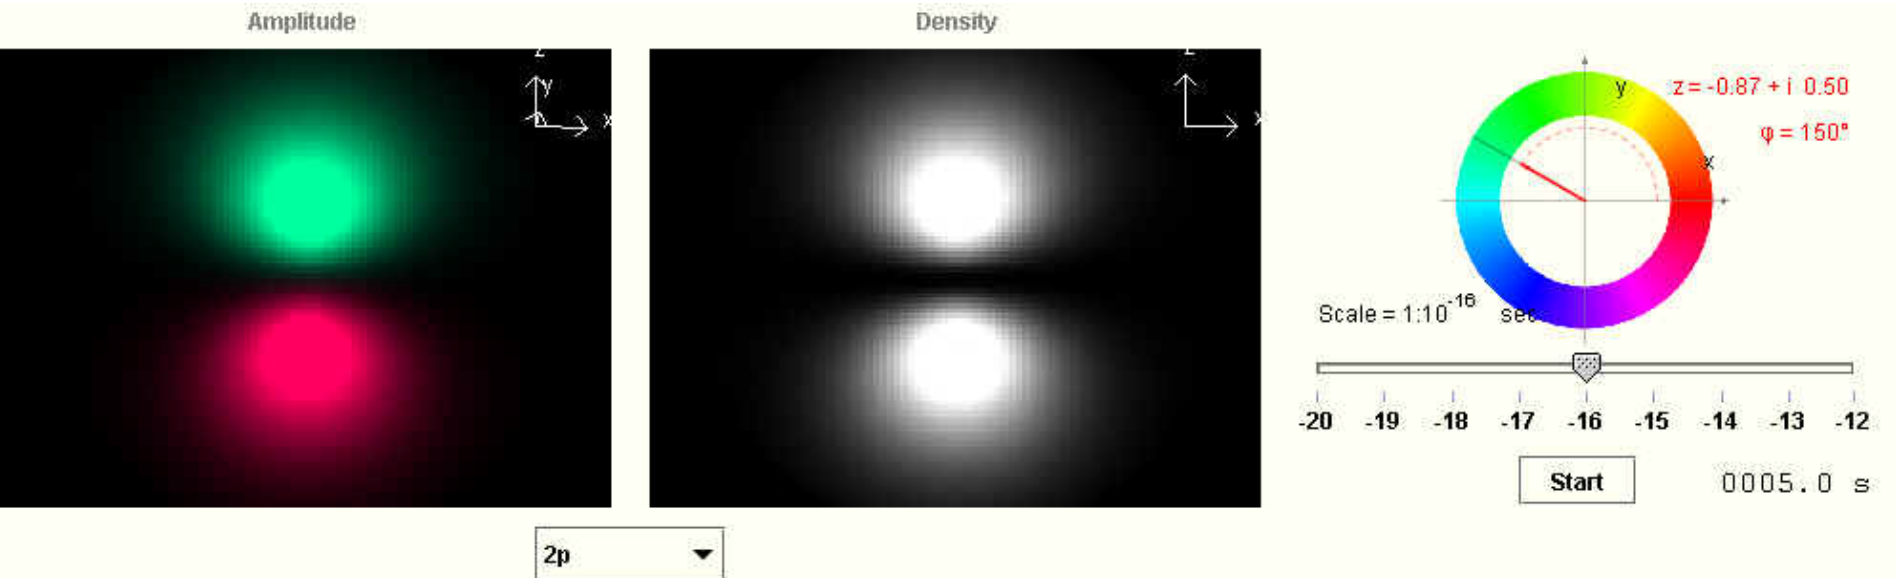 Amplitude
Density
z
y
x
z
x
y
x
z = -0.87 + i 0.50
φ = 150°
Scale = 1:10^-16 sec
-20 -19 -18 -17 -16 -15 -14 -13 -12
Start
0005.0 s
2p